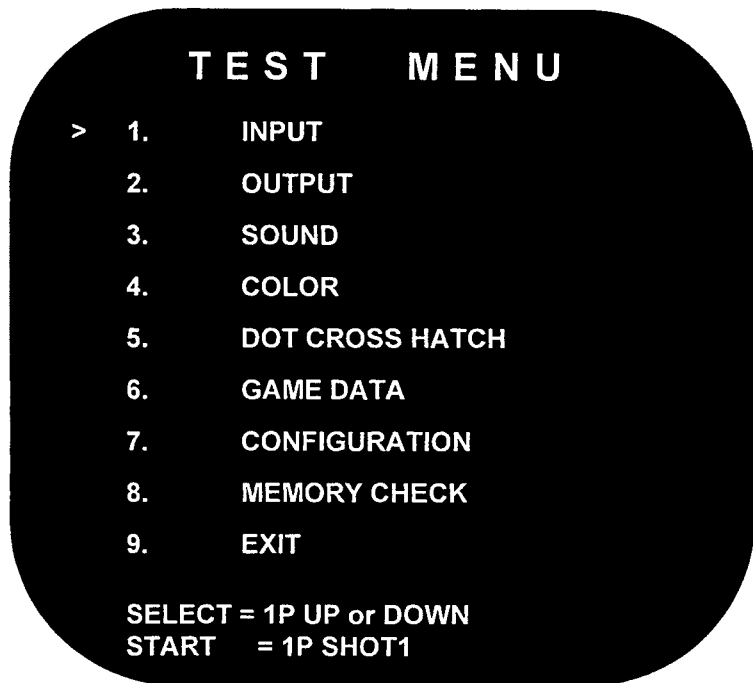 TEST MENU
> 1. INPUT
2. OUTPUT
3. SOUND
4. COLOR
5. DOT CROSS HATCH
6. GAME DATA
7. CONFIGURATION
8. MEMORY CHECK
9. EXIT
SELECT = 1P UP or DOWN
START = 1P SHOT1